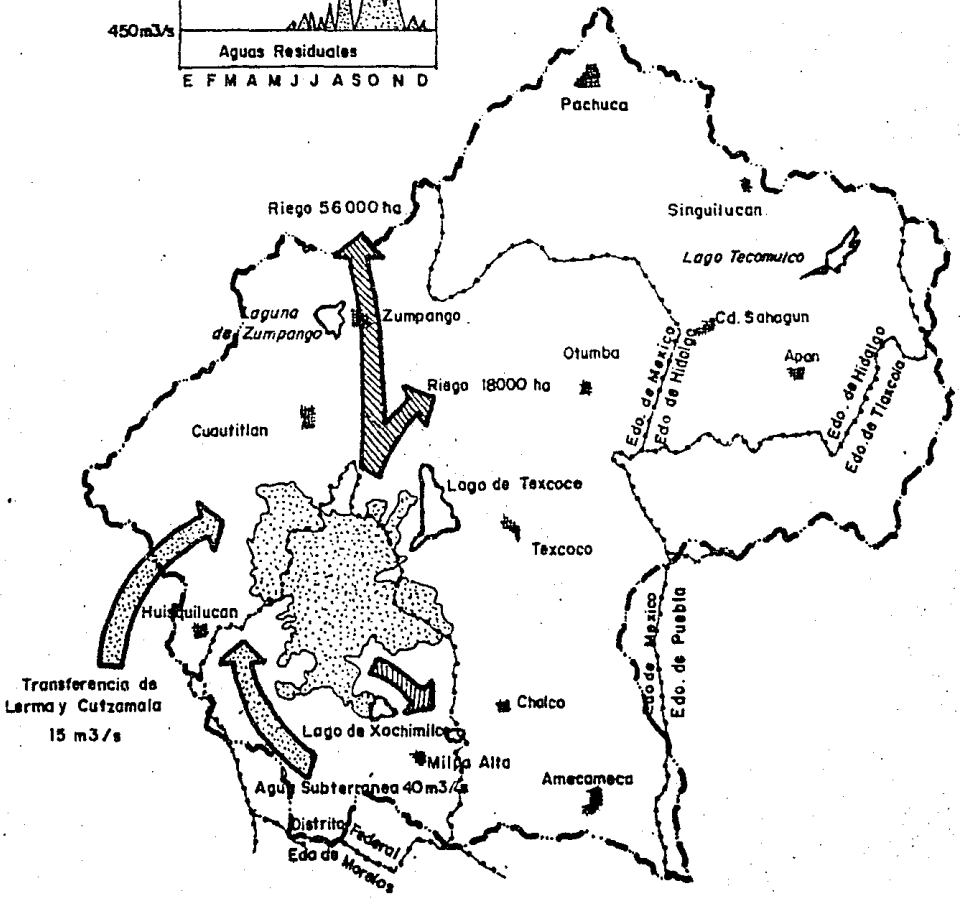 450m3/s
Aguas Residuales
E F M A M J J A S O N D
Pachuca
Riego 56000 ha
Singuilucan
Lago Tecomulco
Laguna
de Zumpango
Zumpango
Cd. Sahagun
Otumba
Apan
Edo. de Mexico
Edo. de Hidalgo
Edo. de Hidalgo
Edo. de Tlaxcala
Riego 18000 ha
Cuautitlan
Lago de Texcoco
Texcoco
Huisquilucan
Edo. de Mexico
Edo. de Puebla
Transferencia de
Lerma y Cutzamala
15 m3/s
Chalco
Lago de Xochimilco
Milpa Alta
Amecameca
Agua Subterranea 40 m3/s
Distrito Federal
Edo de Morelos